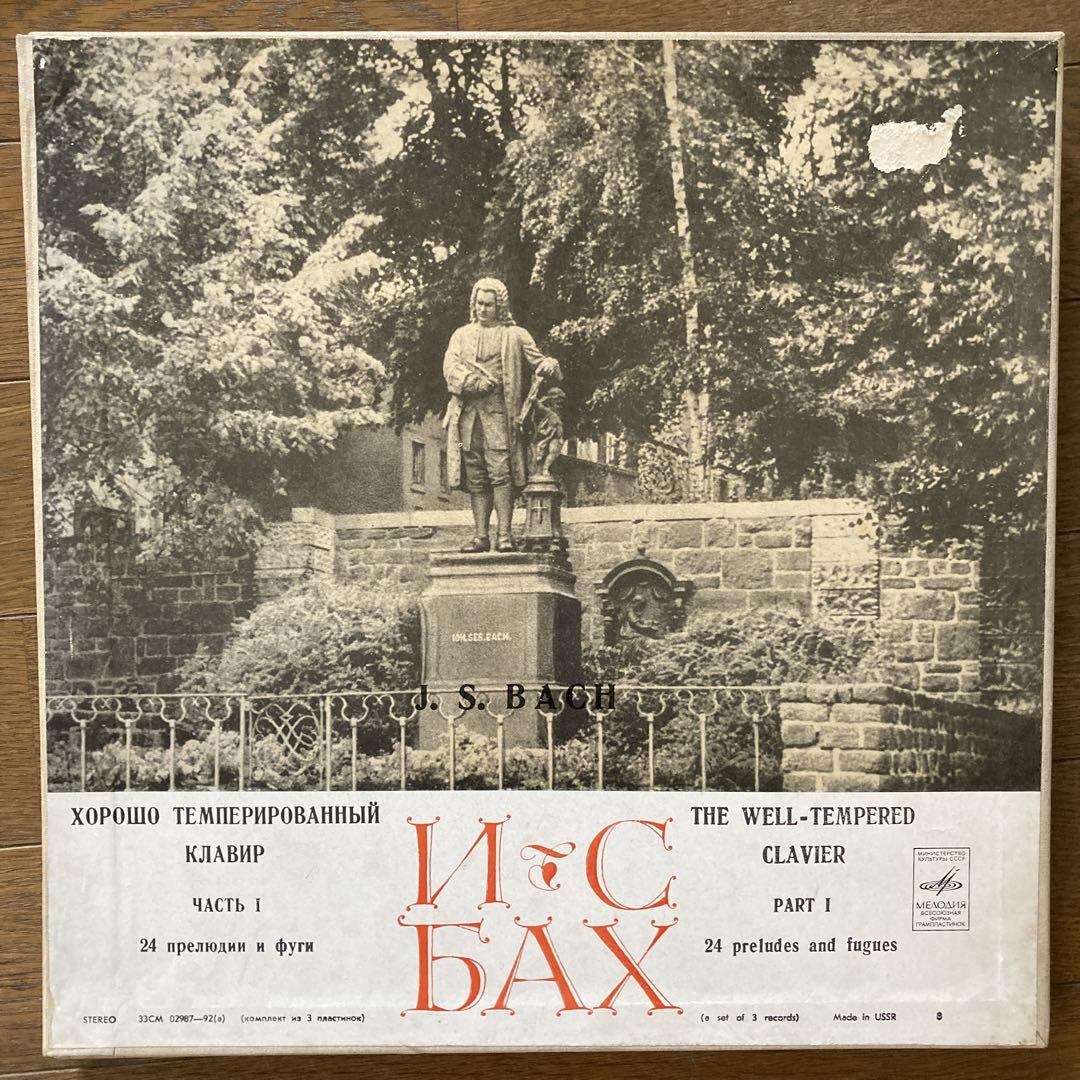 IOH.SEB.BACH.
J. S. BACH
ХОРОШО ТЕМПЕРИРОВАННЫЙ
КЛАВИР
ЧАСТЬ I
24 прелюдии и фуги
И С
БАХ
THE WELL-TEMPERED
CLAVIER
PART I
24 preludes and fugues
МИНИСТЕРСТВО
КУЛЬТУРЫ СССР
МЕЛОДИЯ
ВСЕСОЮЗНАЯ
ФИРМА
ГРАМПЛАСТИНОК
STEREO 33СМ 02987—92(a) (комплект из 3 пластинок) (a set of 3 records) Made in USSR 8